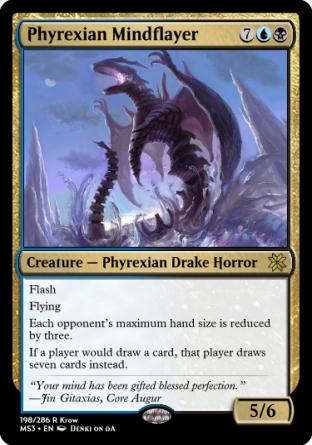 Phyrexian Mindflayer 7
Creature — Phyrexian Drake Horror
Flash
Flying
Each opponent's maximum hand size is reduced
by three.
If a player would draw a card, that player draws
seven cards instead.
“Your mind has been gifted blessed perfection.”
—Jin Gitaxias, Core Augur
5/6
198/286 R Krow
MS3 • EN Denki on dA